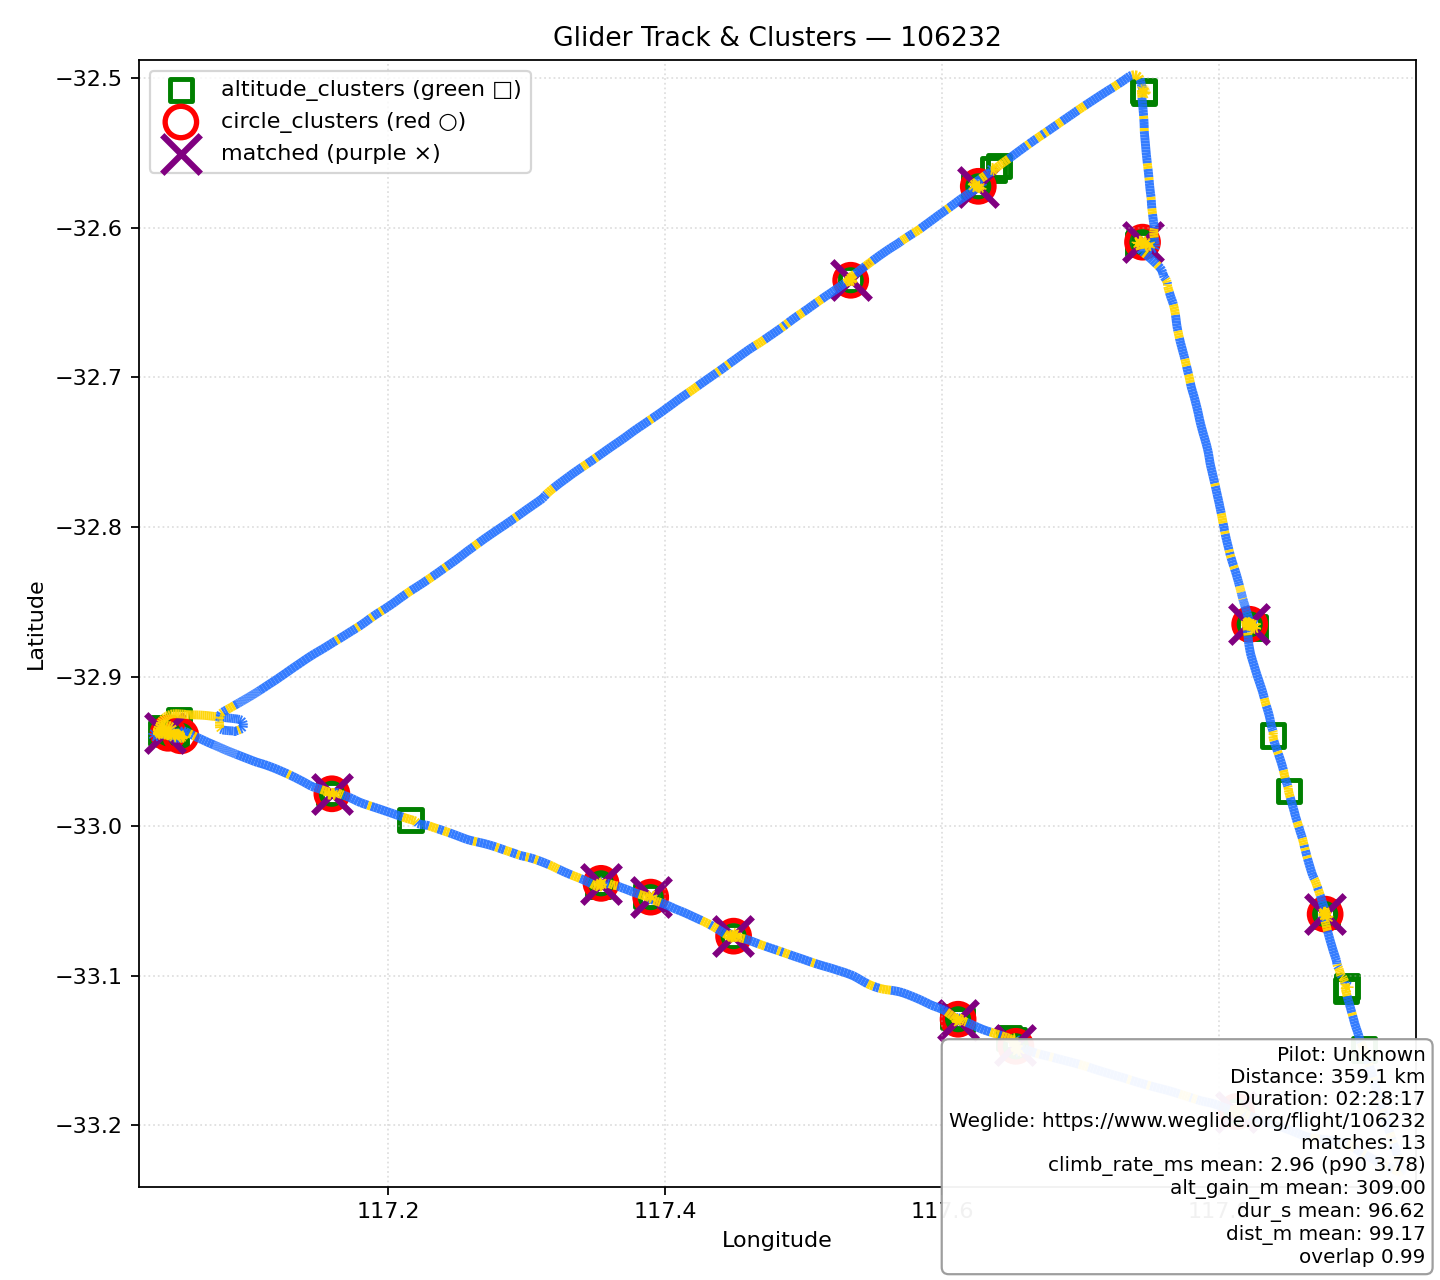 Glider Track & Clusters — 106232
altitude_clusters (green □)
circle_clusters (red ○)
matched (purple ×)
−32.5
−32.6
−32.7
−32.8
−32.9
−33.0
−33.1
−33.2
Latitude
117.2
117.4
117.6
Longitude
Pilot: Unknown
Distance: 359.1 km
Duration: 02:28:17
Weglide: https://www.weglide.org/flight/106232
matches: 13
climb_rate_ms mean: 2.96 (p90 3.78)
alt_gain_m mean: 309.00
dur_s mean: 96.62
dist_m mean: 99.17
overlap 0.99